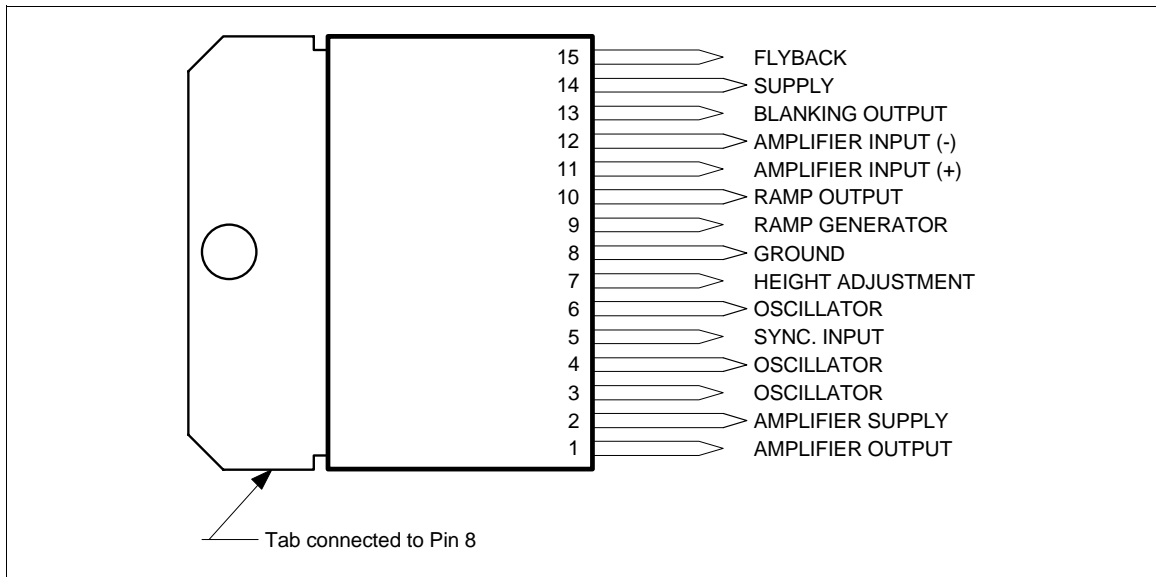 15 FLYBACK
14 SUPPLY
13 BLANKING OUTPUT
12 AMPLIFIER INPUT (-)
11 AMPLIFIER INPUT (+)
10 RAMP OUTPUT
9 RAMP GENERATOR
8 GROUND
7 HEIGHT ADJUSTMENT
6 OSCILLATOR
5 SYNC. INPUT
4 OSCILLATOR
3 OSCILLATOR
2 AMPLIFIER SUPPLY
1 AMPLIFIER OUTPUT
Tab connected to Pin 8